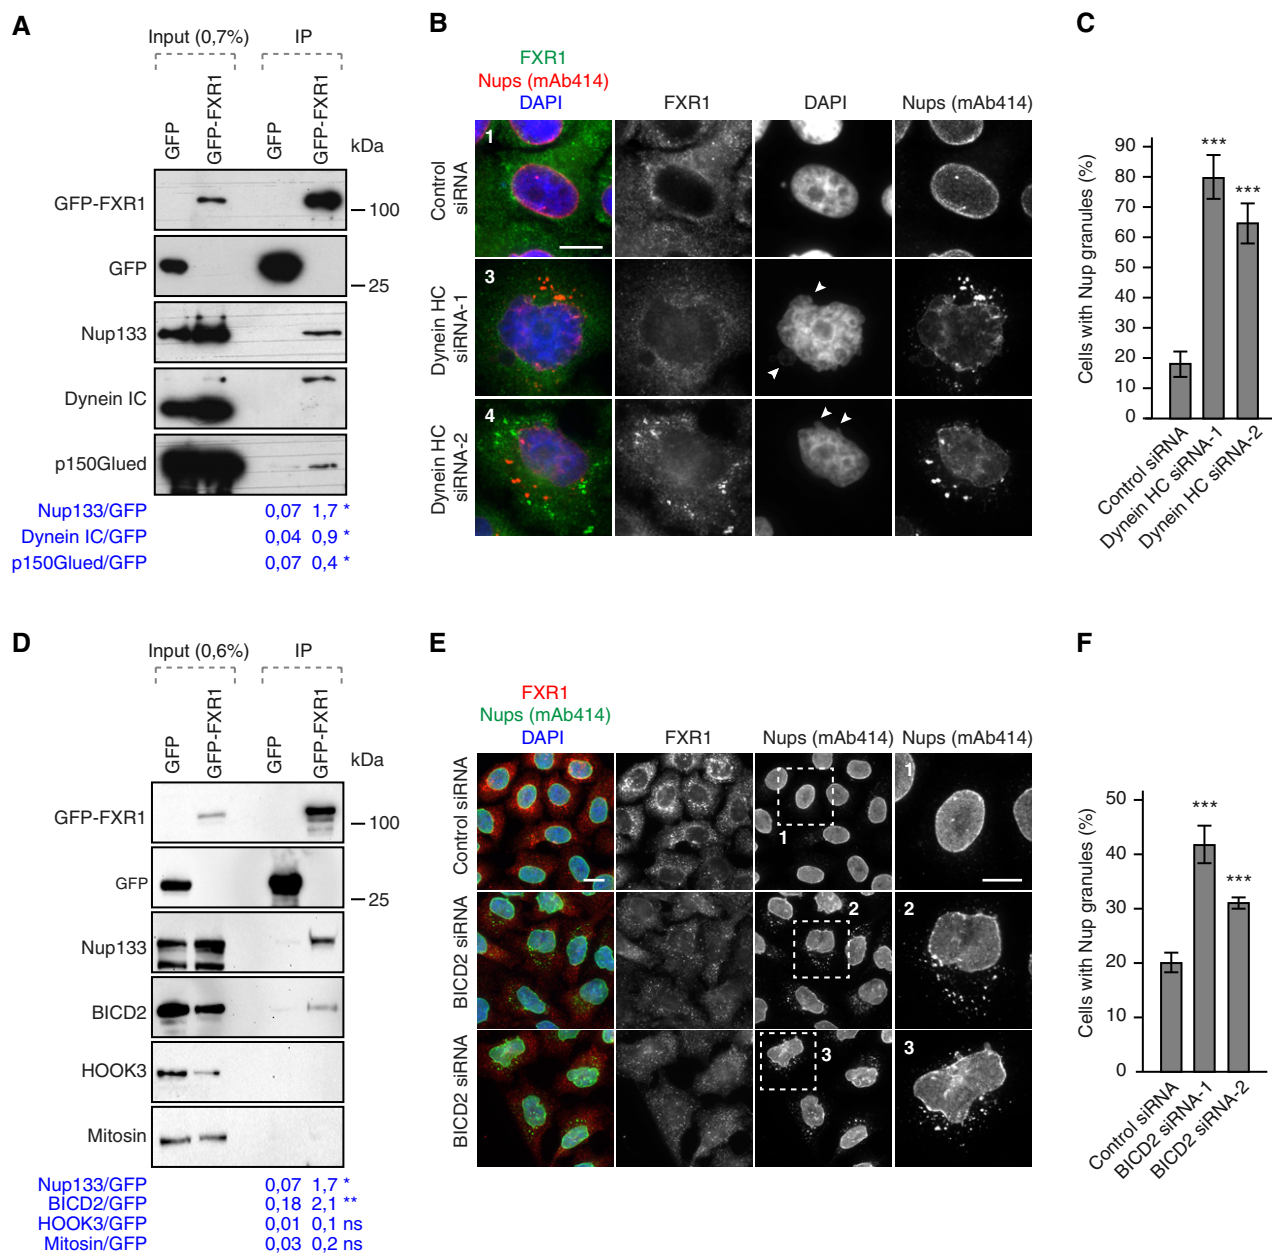 A
Input (0,7%)
IP
GFP
GFP-FXR1
GFP
GFP-FXR1
kDa
GFP-FXR1
100
GFP
25
Nup133
Dynein IC
p150Glued
Nup133/GFP 0,07 1,7 *
Dynein IC/GFP 0,04 0,9 *
p150Glued/GFP 0,07 0,4 *
B
FXR1
Nups (mAb414)
DAPI
FXR1
DAPI
Nups (mAb414)
Control
siRNA
1
Dynein HC
siRNA-1
3
Dynein HC
siRNA-2
4
C
Cells with Nup granules (%)
90
80
70
60
50
40
30
20
10
0
***
***
Control siRNA
Dynein HC siRNA-1
Dynein HC siRNA-2
D
Input (0,6%)
IP
GFP
GFP-FXR1
GFP
GFP-FXR1
kDa
GFP-FXR1
100
GFP
25
Nup133
BICD2
HOOK3
Mitosin
Nup133/GFP 0,07 1,7 *
BICD2/GFP 0,18 2,1 **
HOOK3/GFP 0,01 0,1 ns
Mitosin/GFP 0,03 0,2 ns
E
FXR1
Nups (mAb414)
DAPI
FXR1
Nups (mAb414)
Nups (mAb414)
Control siRNA
1
1
BICD2 siRNA
2
2
BICD2 siRNA
3
3
F
Cells with Nup granules (%)
50
40
30
20
10
0
***
***
Control siRNA
BICD2 siRNA-1
BICD2 siRNA-2